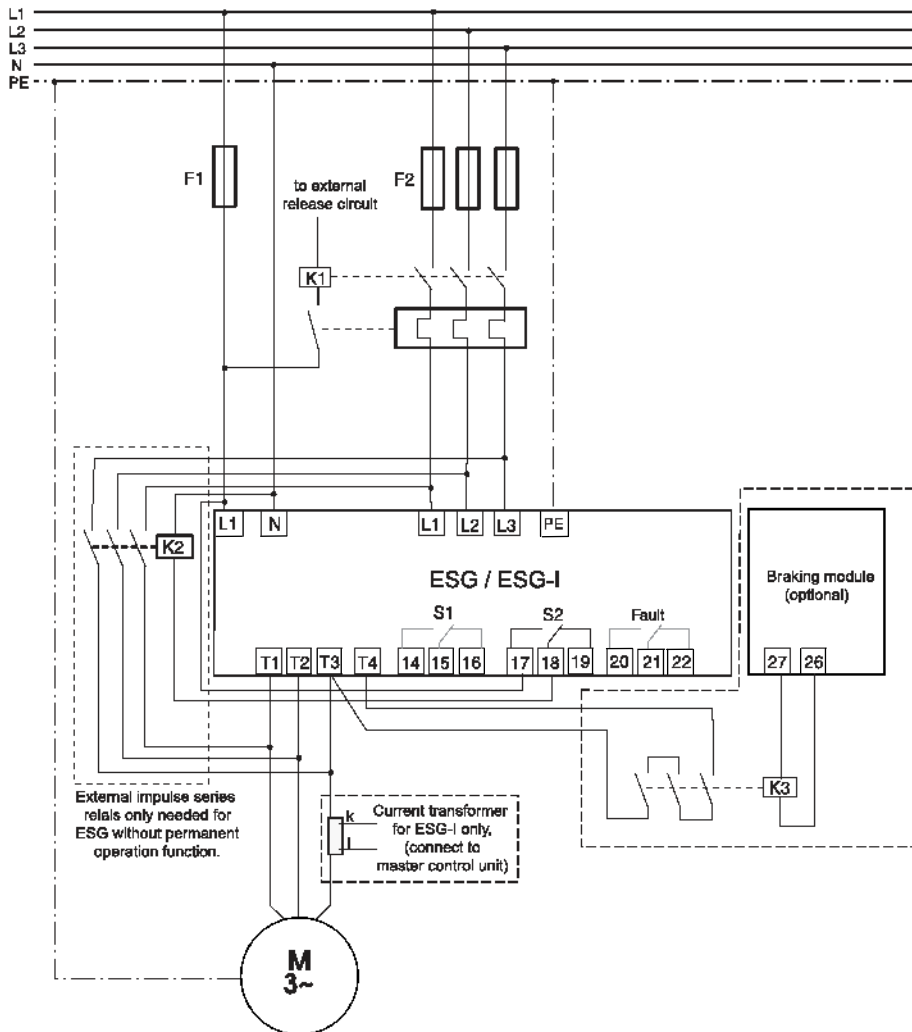 L1
L2
L3
N
PE
F1
F2
to external
release circuit
K1
K2
L1
N
L1
L2
L3
PE
ESG / ESG-I
S1
S2
Fault
T1
T2
T3
T4
14
15
16
17
18
19
20
21
22
Braking module
(optional)
27
26
K3
External impulse series
relais only needed for
ESG without permanent
operation function.
k
l
Current transformer
for ESG-I only,
(connect to
master control unit)
M
3~